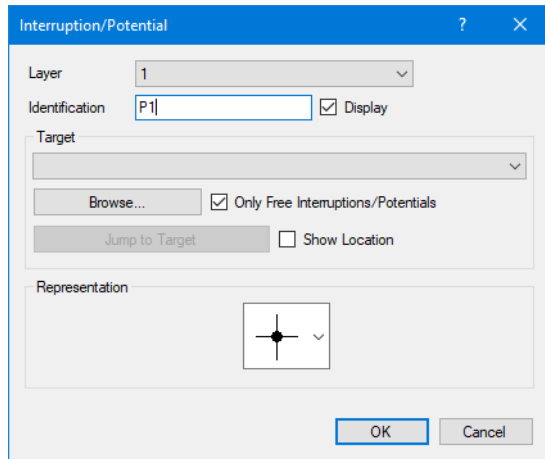 Interruption/Potential ?
Layer 1
Identification P1 Display
Target
Browse... Only Free Interruptions/Potentials
Jump to Target Show Location
Representation
OK Cancel